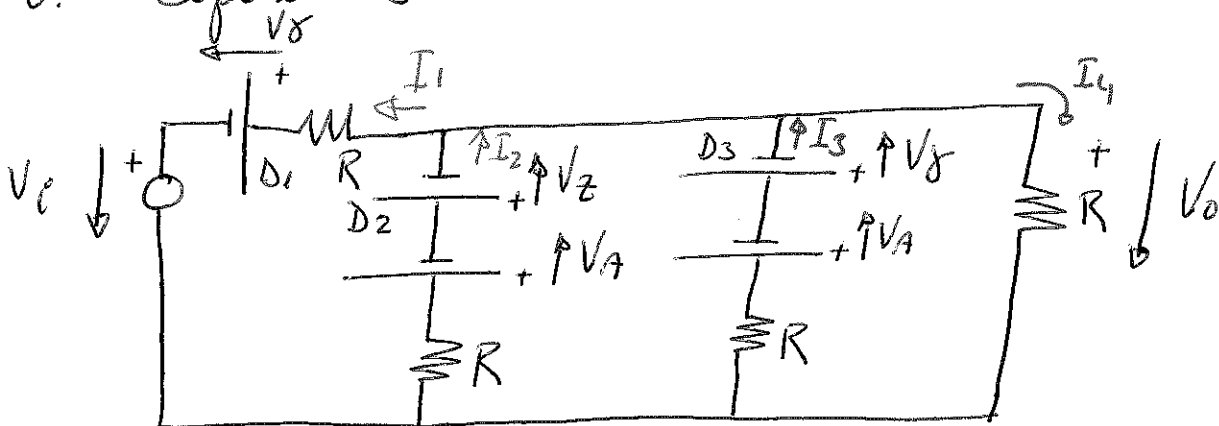 Vγ
+
I1
I4
Vi
+
D1
R
I2
D2
+
Vz
D3
I3
+
Vγ
+
VA
+
VA
R
R
R
+
Vo